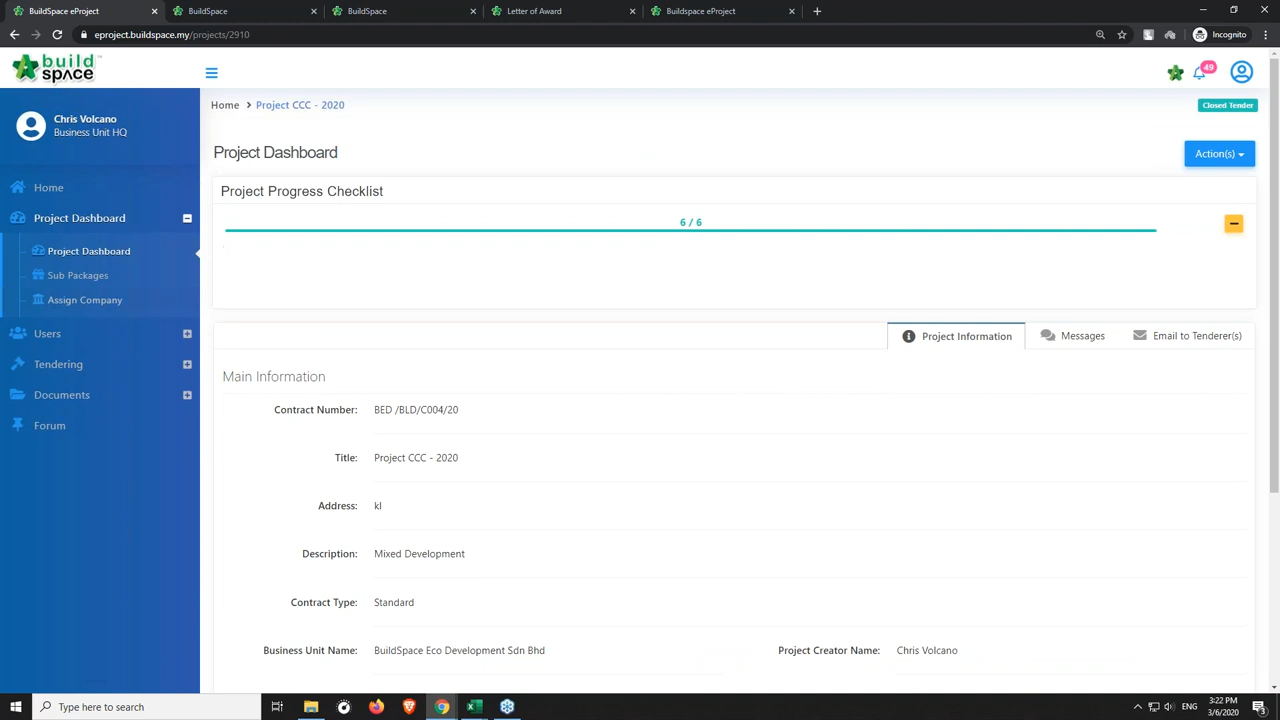 BuildSpace eProject
BuildSpace
BuildSpace
Letter of Award
Buildspace eProject
eproject.buildspace.my/projects/2910
Incognito
build space
49
Chris Volcano
Business Unit HQ
Home
Project Dashboard
Project Dashboard
Sub Packages
Assign Company
Users
Tendering
Documents
Forum
Home > Project CCC - 2020
Closed Tender
Project Dashboard
Action(s)
Project Progress Checklist
6 / 6
Project Information
Messages
Email to Tenderer(s)
Main Information
Contract Number: BED /BLD/C004/20
Title: Project CCC - 2020
Address: kl
Description: Mixed Development
Contract Type: Standard
Business Unit Name: BuildSpace Eco Development Sdn Bhd
Project Creator Name: Chris Volcano
Type here to search
ENG
3:22 PM
3/6/2020
3